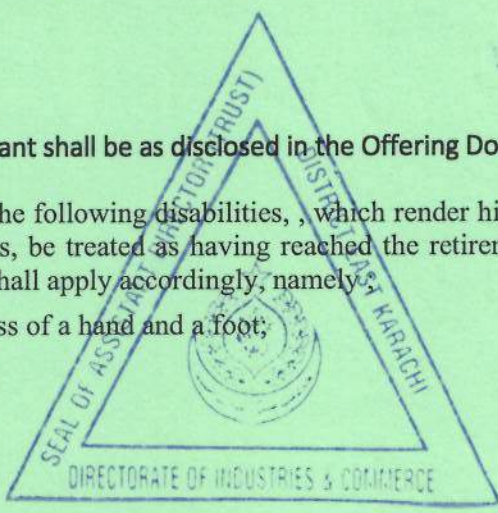 ant shall be as disclosed in the Offering Do
he following disabilities, , which render hi
s, be treated as having reached the retirem
hall apply accordingly, namely ;
ss of a hand and a foot;
SEAL OF ASSISTANT DIRECTOR (TRUST)
DISTRICT EAST KARACHI
DIRECTORATE OF INDUSTRIES & COMMERCE